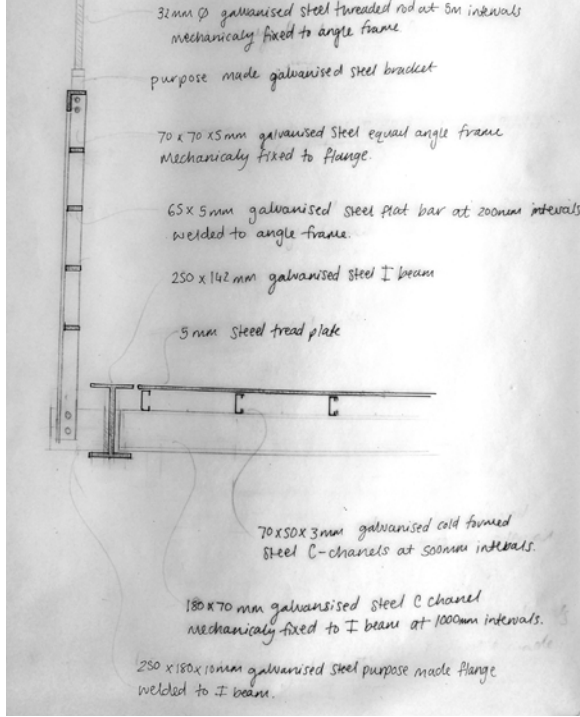 32mm Ø galvanised steel threaded rod at 5m intervals
mechanicaly fixed to angle frame
purpose made galvanised steel bracket
70 x 70 x 5mm galvanised steel equall angle frame
Mechanicaly fixed to flange.
65 x 5mm galvanised steel flat bar at 200mm intervals
welded to angle frame.
250 x 142 mm galvanised steel I beam
5 mm steeel tread plate
70 x 50 x 3mm galvanised cold formed
steel C-chanels at 500mm intervals.
180 x 70 mm galvansised steel C chanel
mechanicaly fixed to I beam at 1000mm intervals.
250 x 180 x 10mm galvanised steel purpose made flange
welded to I beam.